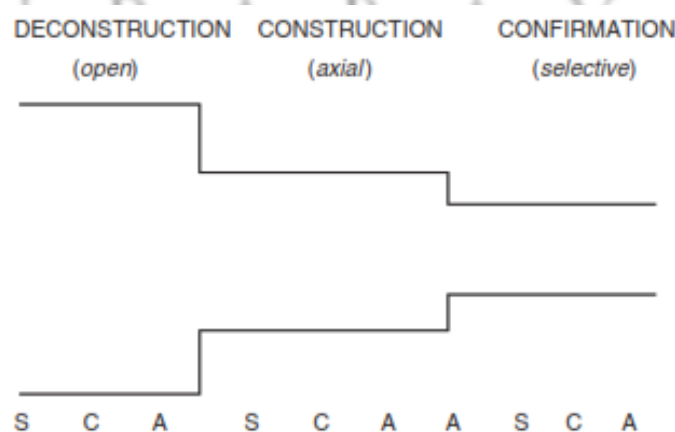 DECONSTRUCTION CONSTRUCTION CONFIRMATION
(open) (axial) (selective)
S C A S C A A S C A